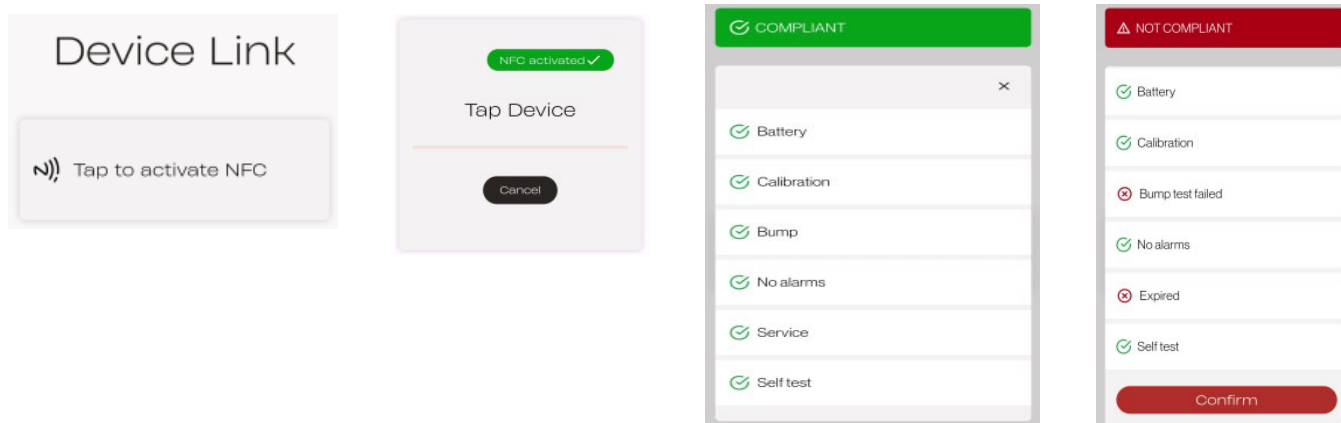 Device Link
Tap to activate NFC
NFC activated
Tap Device
Cancel
COMPLIANT
Battery
Calibration
Bump
No alarms
Service
Self test
NOT COMPLIANT
Battery
Calibration
Bump test failed
No alarms
Expired
Self test
Confirm